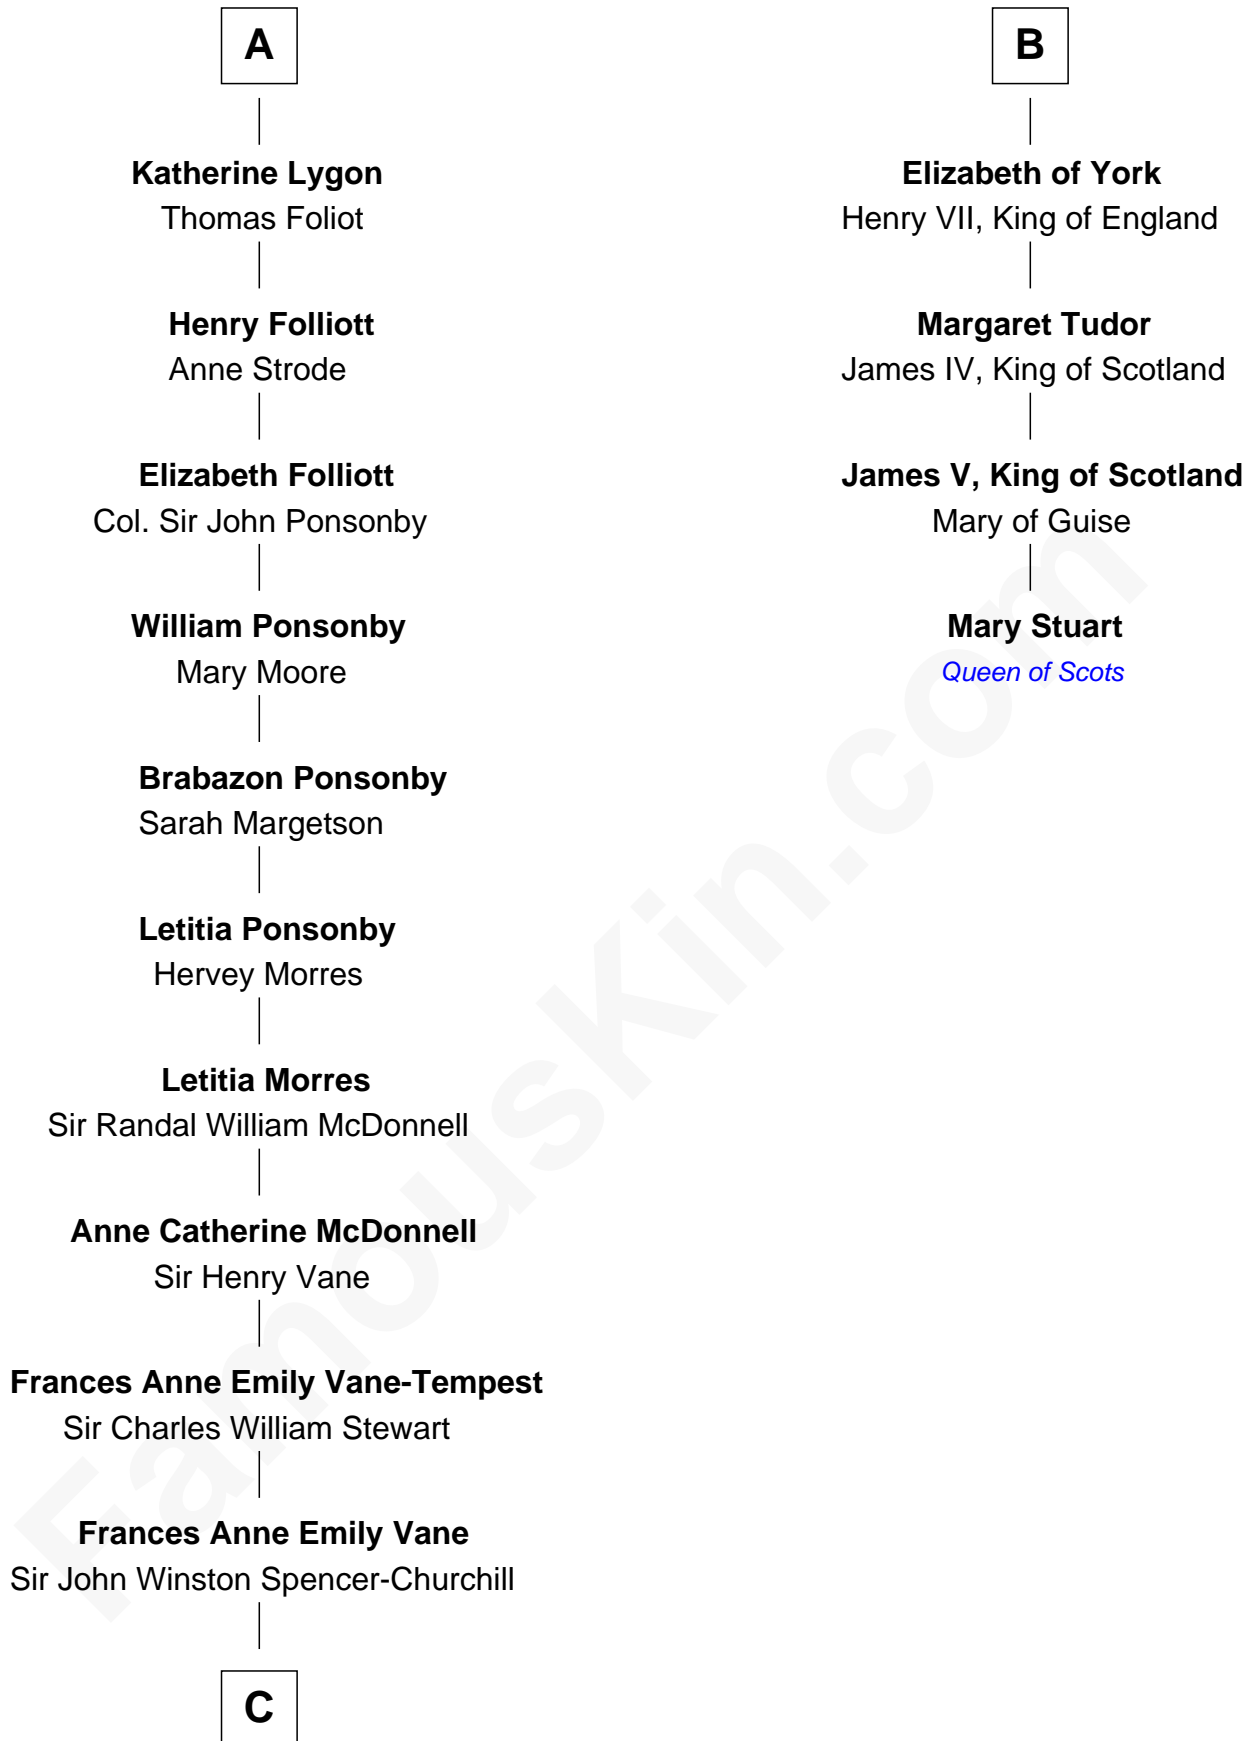 A
Katherine Lygon
Thomas Foliot
Henry Folliott
Anne Strode
Elizabeth Folliott
Col. Sir John Ponsonby
William Ponsonby
Mary Moore
Brabazon Ponsonby
Sarah Margetson
Letitia Ponsonby
Hervey Morres
Letitia Morres
Sir Randal William McDonnell
Anne Catherine McDonnell
Sir Henry Vane
Frances Anne Emily Vane-Tempest
Sir Charles William Stewart
Frances Anne Emily Vane
Sir John Winston Spencer-Churchill
C
B
Elizabeth of York
Henry VII, King of England
Margaret Tudor
James IV, King of Scotland
James V, King of Scotland
Mary of Guise
Mary Stuart
Queen of Scots
FamousKin.com